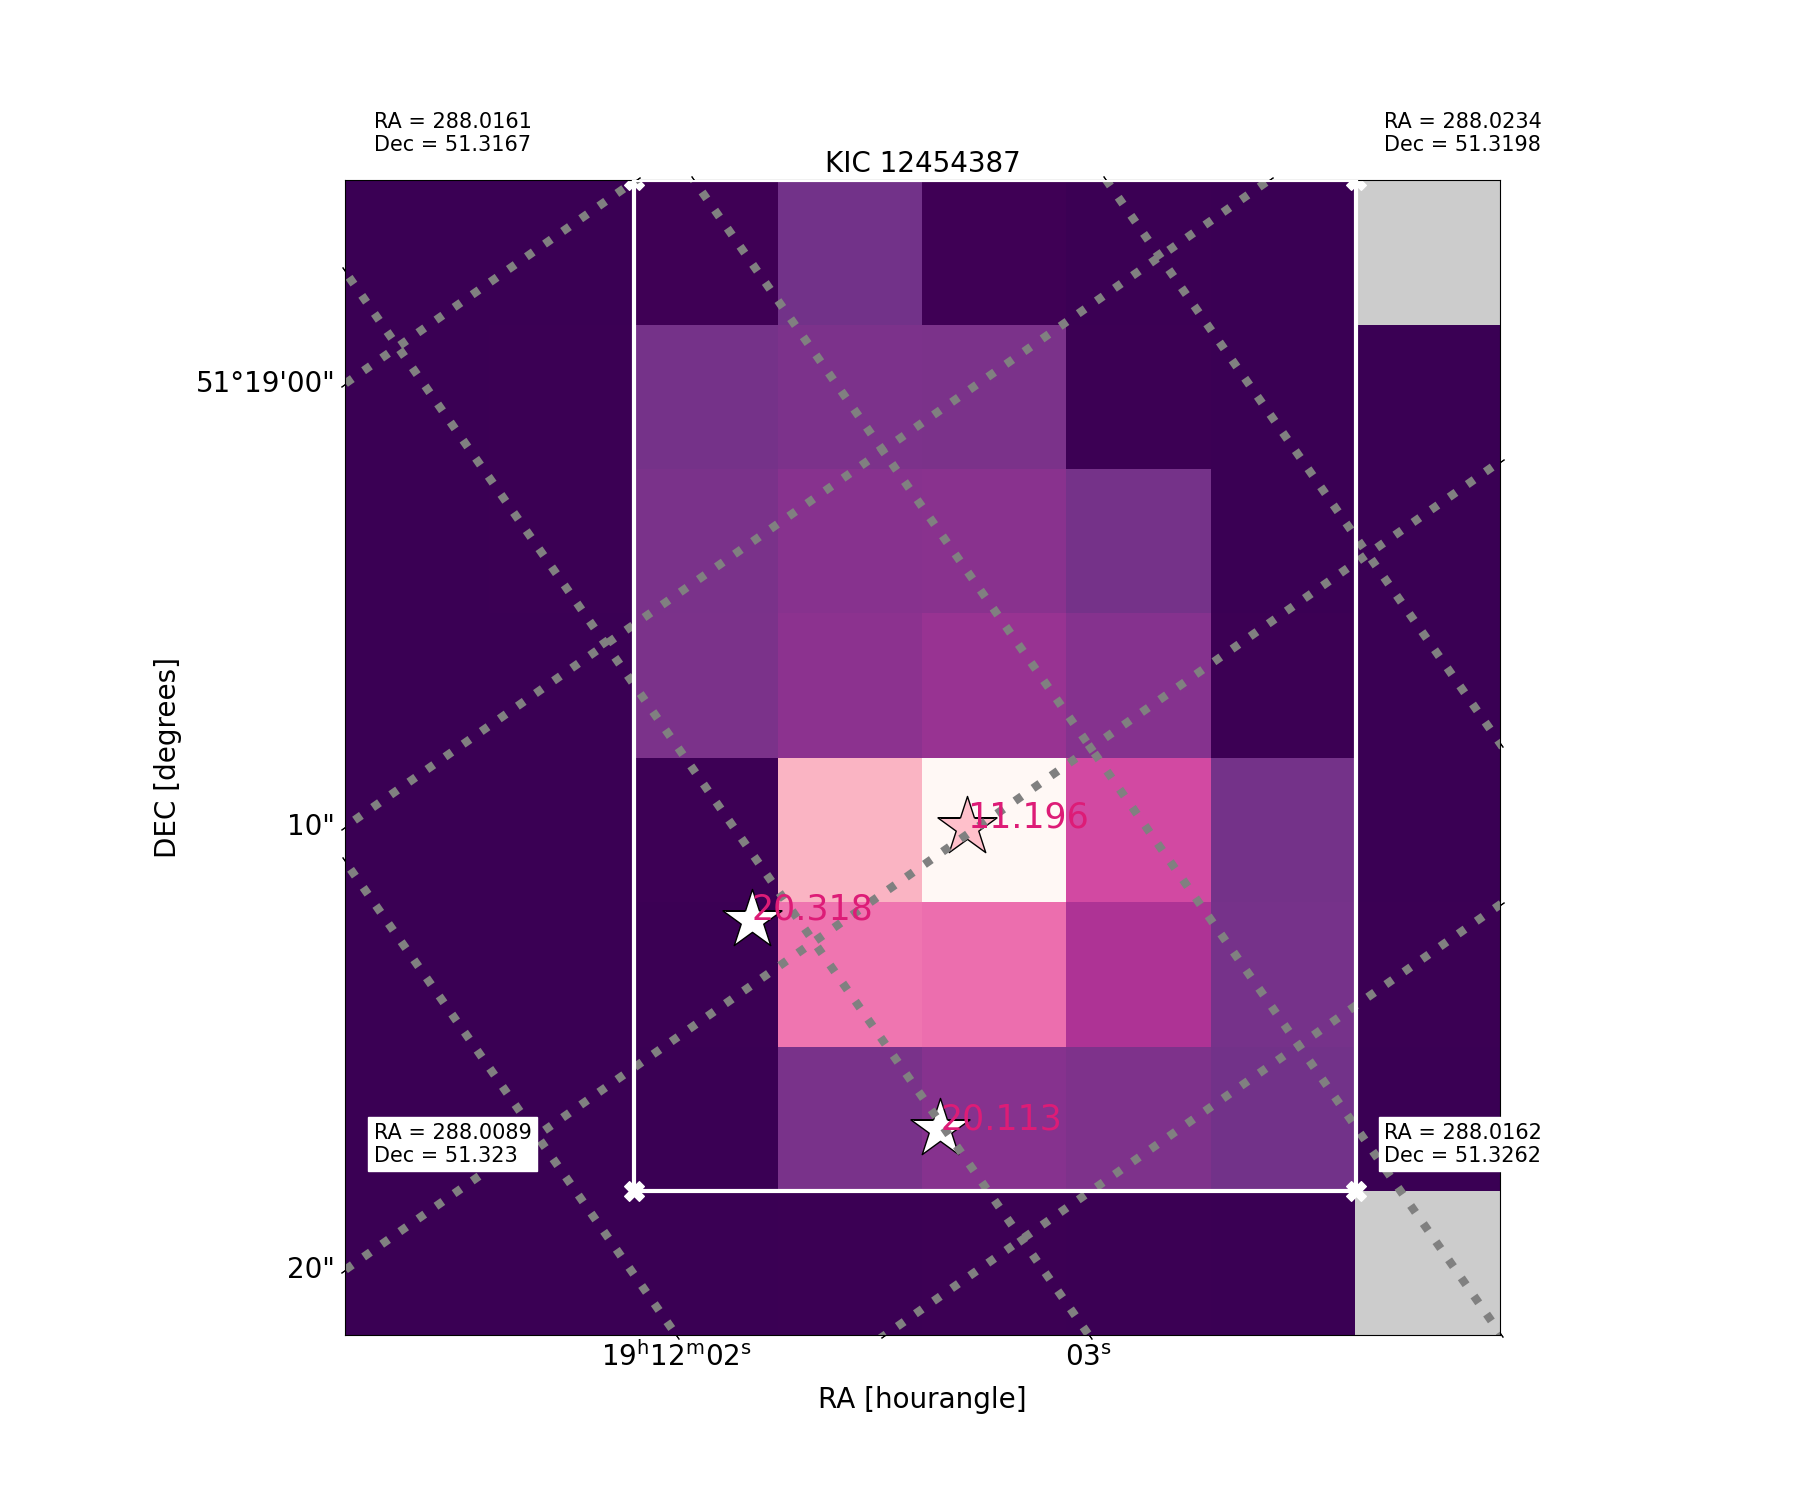 RA = 288.0161
Dec = 51.3167
RA = 288.0234
Dec = 51.3198
KIC 12454387
51°19'00"
10"
20"
DEC [degrees]
11.196
20.318
20.113
RA = 288.0089
Dec = 51.323
RA = 288.0162
Dec = 51.3262
19ʰ12ᵐ02ˢ
03ˢ
RA [hourangle]